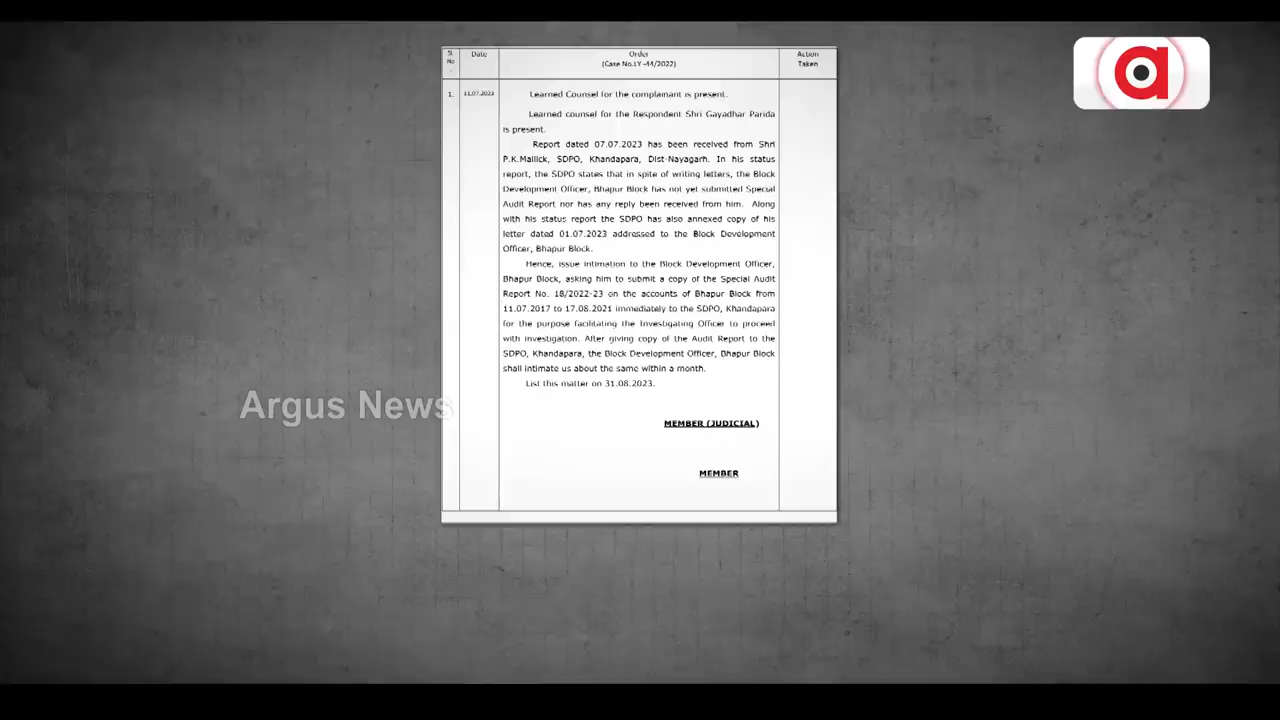 Sl. No . Date Order Action
(Case No.LY -44/2022) Taken
1. 11.07.2023 Learned Counsel for the complainant is present.
Learned counsel for the Respondent Shri Gayadhar Parida
is present.
Report dated 07.07.2023 has been received from Shri
P.K.Mallick, SDPO, Khandapara, Dist-Nayagarh. In his status
report, the SDPO states that in spite of writing letters, the Block
Development Officer, Bhapur Block has not yet submitted Special
Audit Report nor has any reply been received from him. Along
with his status report the SDPO has also annexed copy of his
letter dated 01.07.2023 addressed to the Block Development
Officer, Bhapur Block.
Hence, issue intimation to the Block Development Officer,
Bhapur Block, asking him to submit a copy of the Special Audit
Report No. 18/2022-23 on the accounts of Bhapur Block from
11.07.2017 to 17.08.2021 immediately to the SDPO, Khandapara
for the purpose facilitating the Investigating Officer to proceed
with investigation. After giving copy of the Audit Report to the
SDPO, Khandapara, the Block Development Officer, Bhapur Block
shall intimate us about the same within a month.
List this matter on 31.08.2023.
MEMBER (JUDICIAL)
MEMBER
Argus News
a